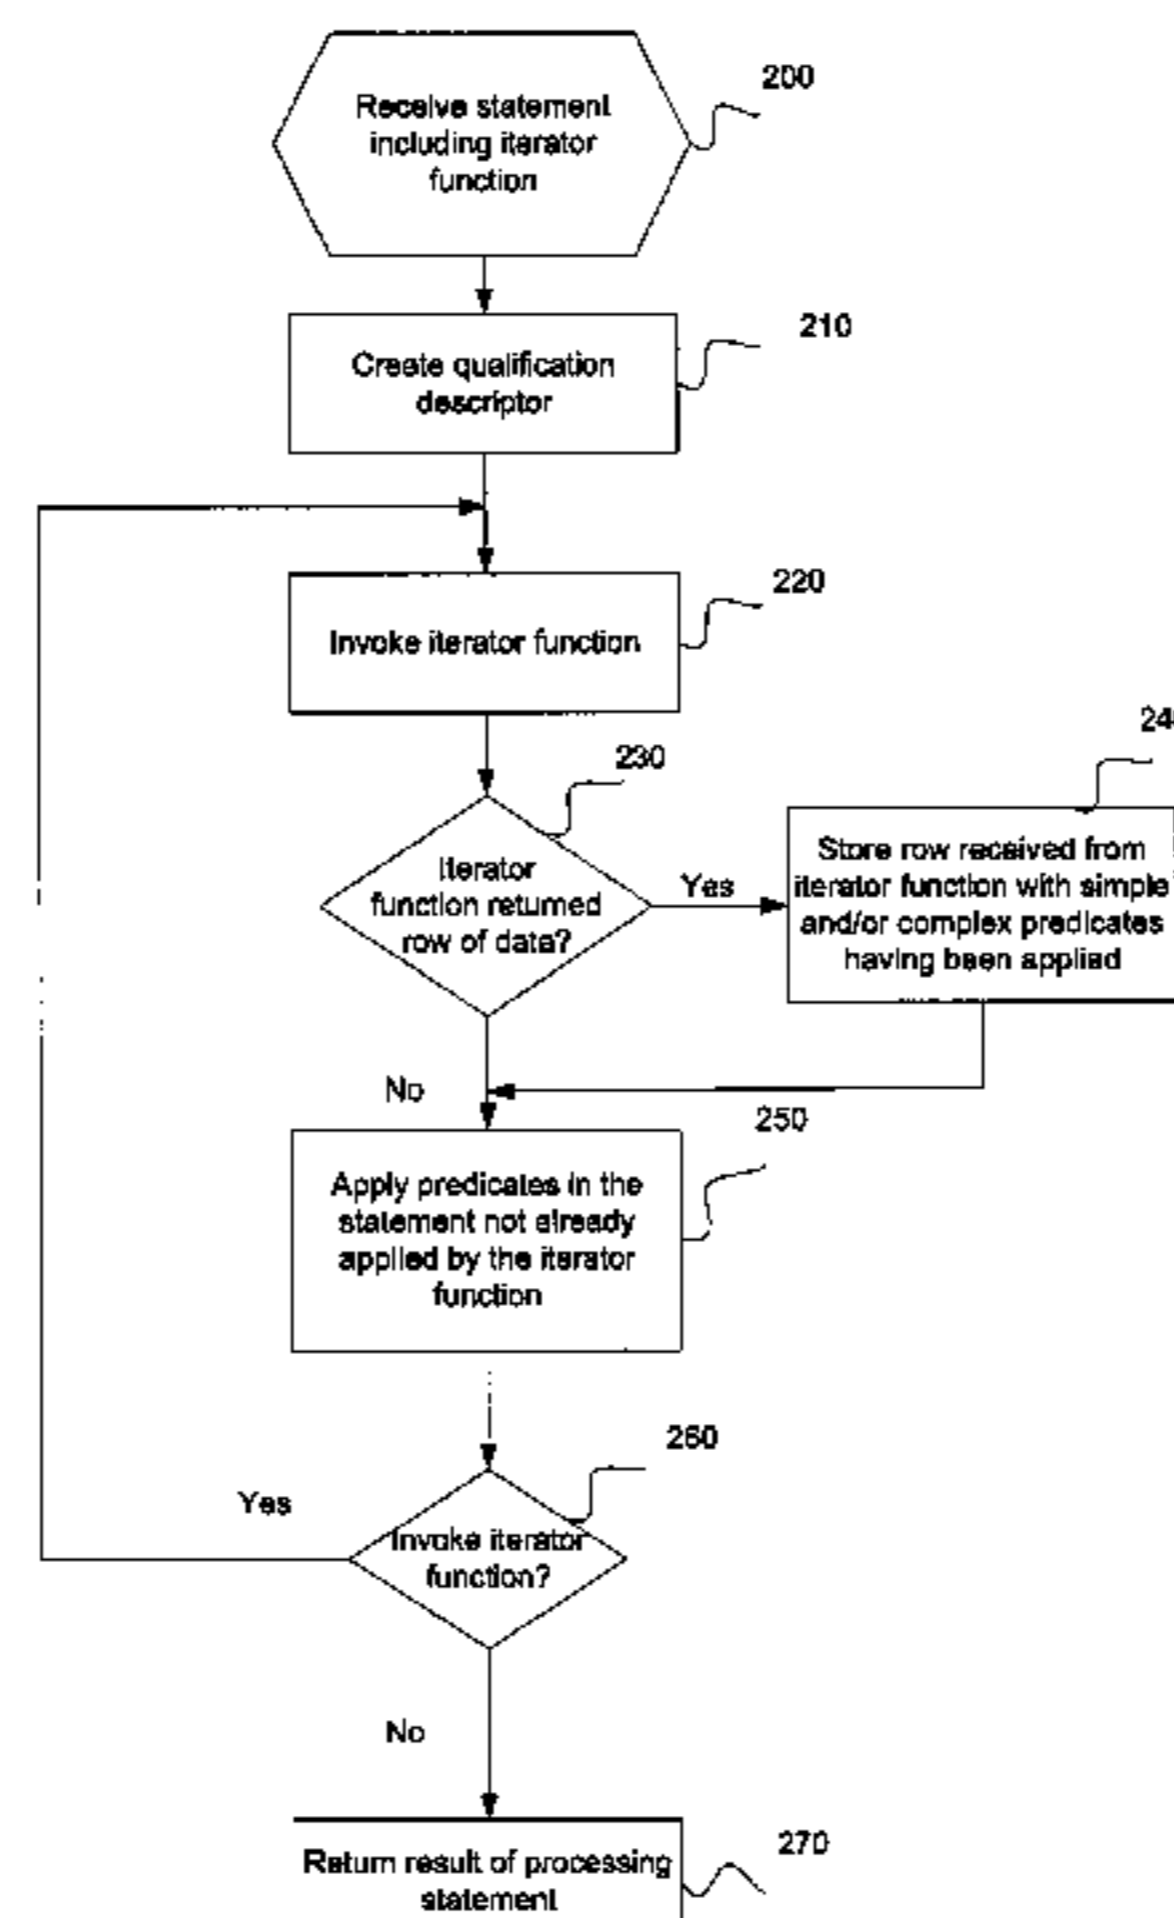 200
Receive statement
including iterator
function
210
Create qualification
descriptor
220
Invoke iterator function
230
Iterator
function returned
row of data?
Yes
Store row received from
iterator function with simple
and/or complex predicates
having been applied
No
250
Apply predicates in the
statement not already
applied by the iterator
function
260
Yes
Invoke iterator
function?
No
270
Return result of processing
statement